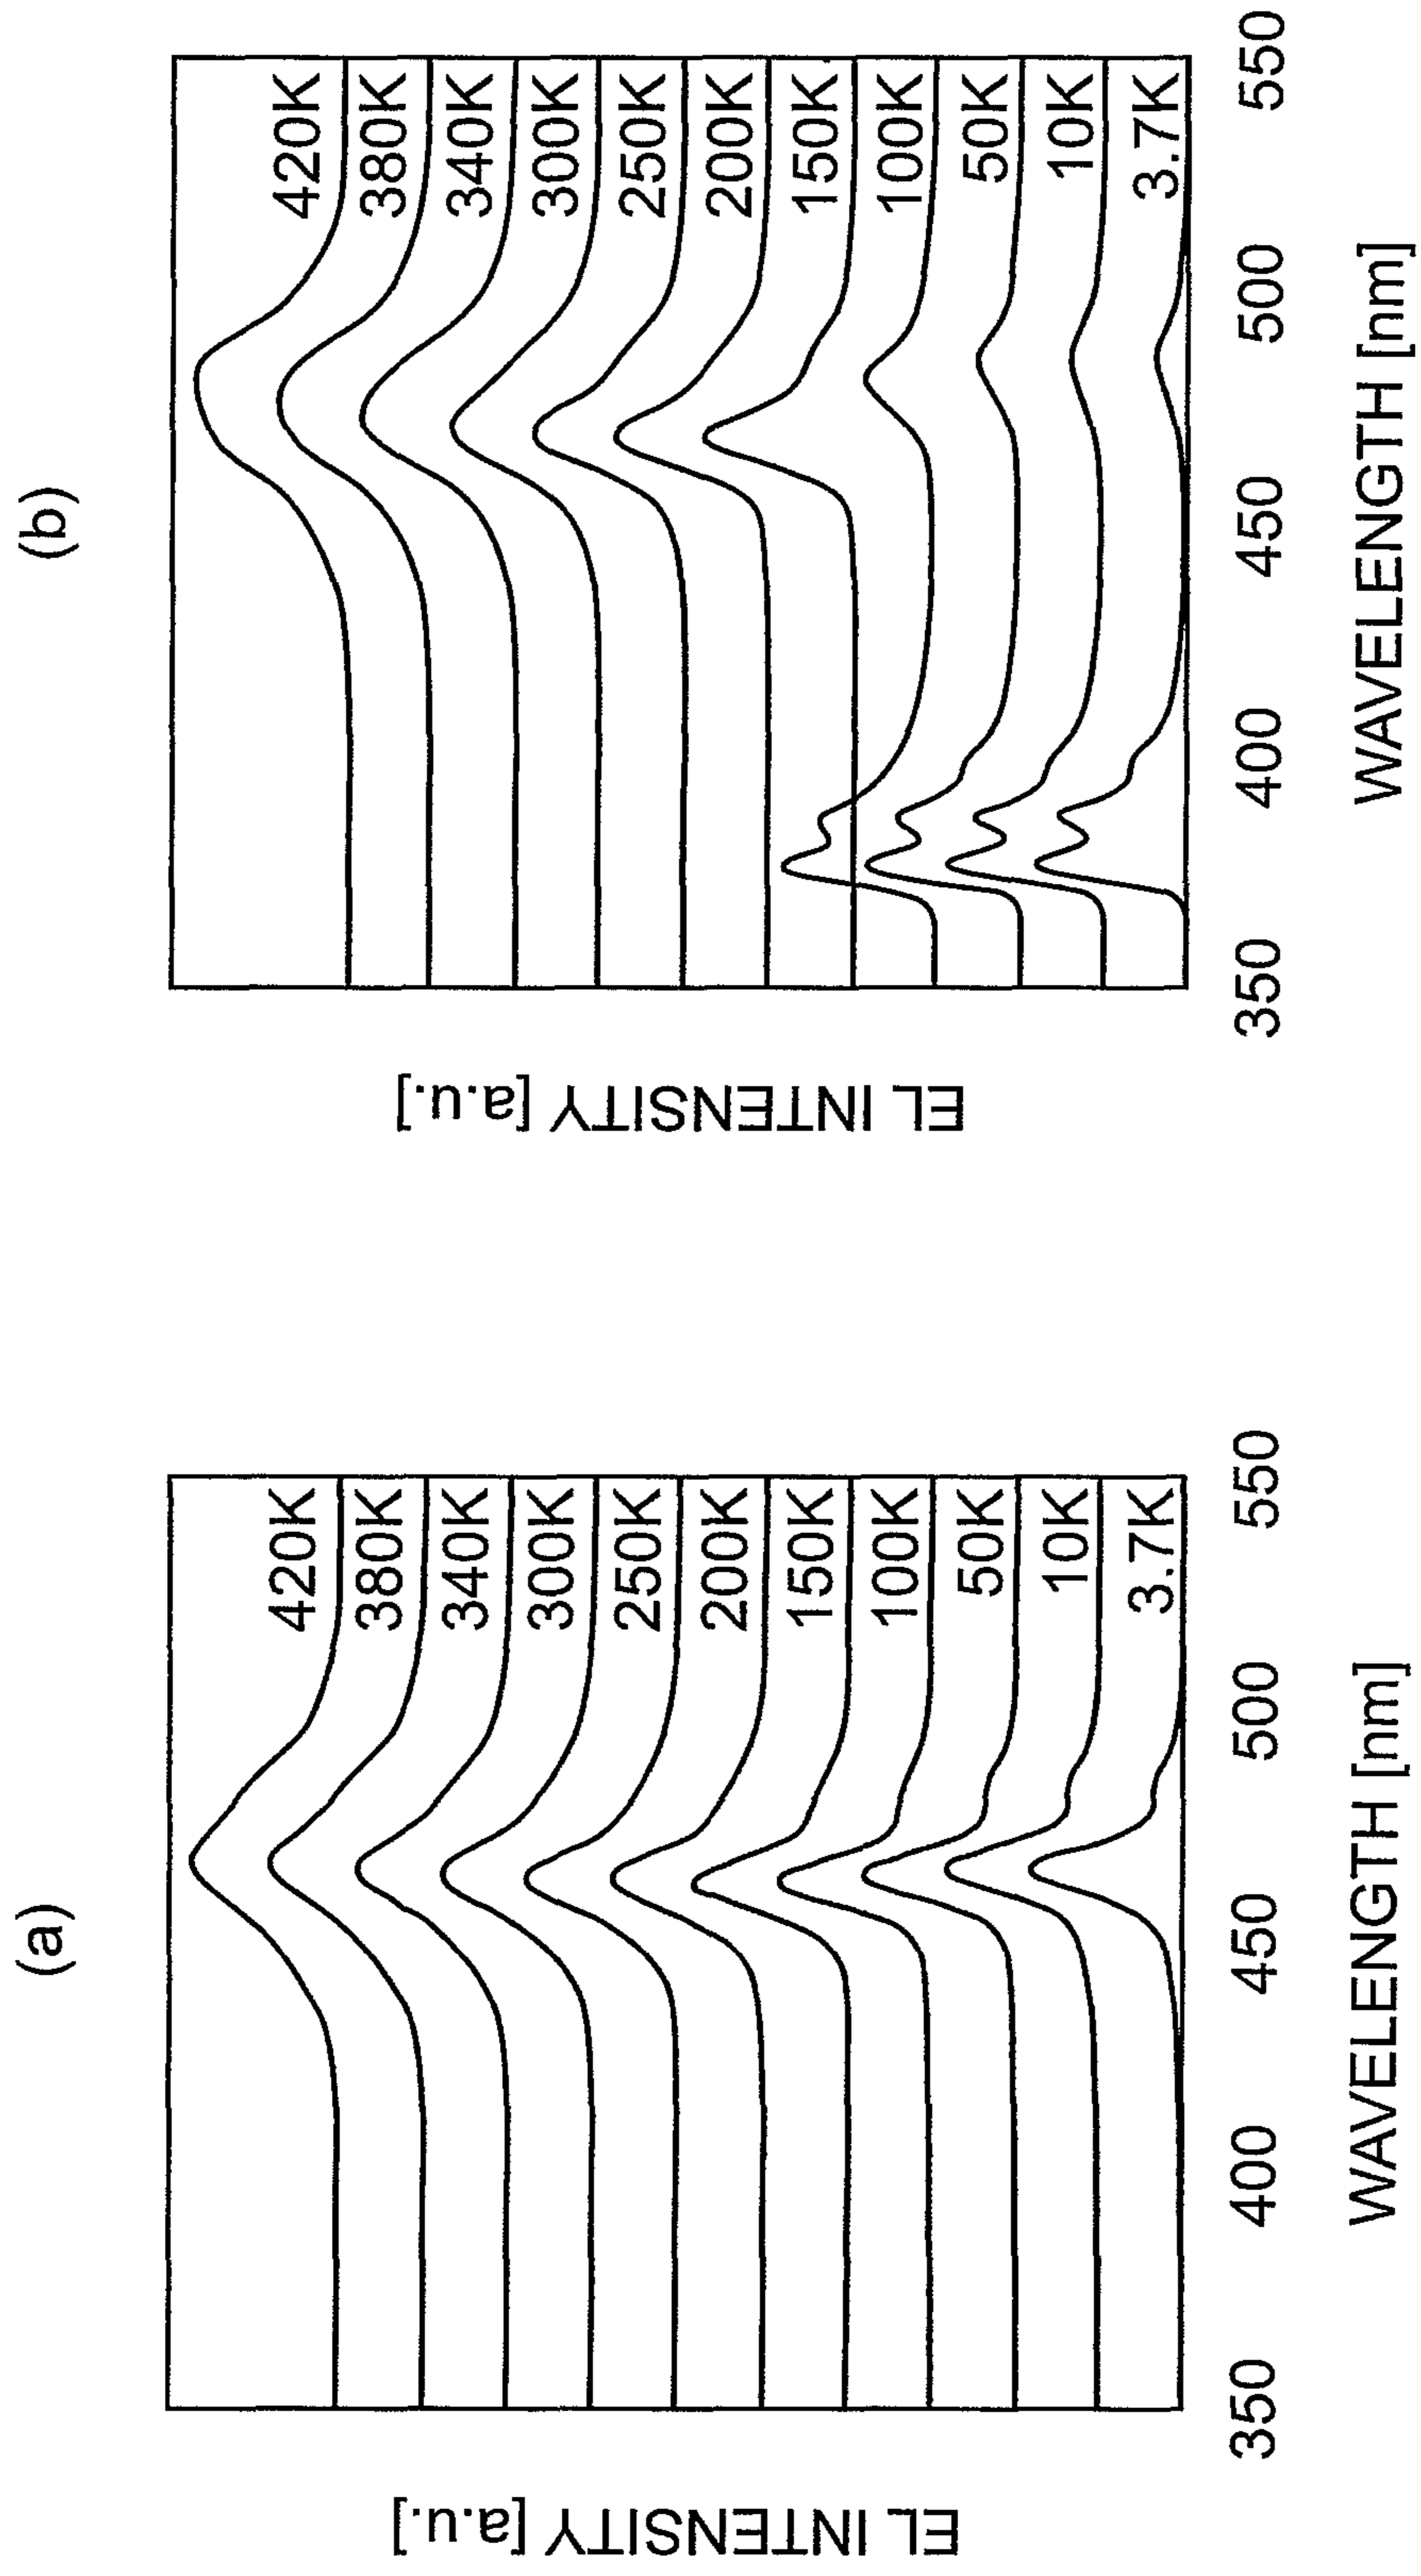 (a)
EL INTENSITY [a.u.]
420K
380K
340K
300K
250K
200K
150K
100K
50K
10K
3.7K
350 400 450 500 550
WAVELENGTH [nm]
(b)
EL INTENSITY [a.u.]
420K
380K
340K
300K
250K
200K
150K
100K
50K
10K
3.7K
350 400 450 500 550
WAVELENGTH [nm]